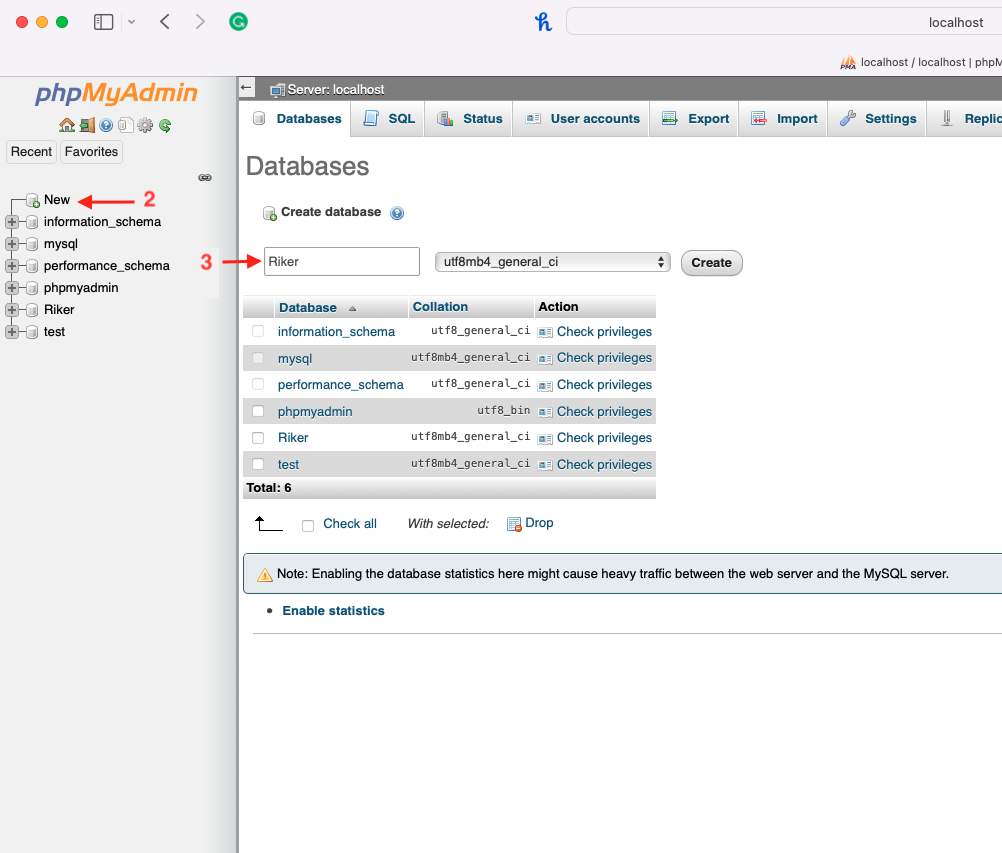 localhost
PMA localhost / localhost | phpM
phpMyAdmin
Recent Favorites
New 2
information_schema
mysql
performance_schema
phpmyadmin
Riker
test
Server: localhost
Databases SQL Status User accounts Export Import Settings Replic
Databases
Create database
3 Riker utf8mb4_general_ci Create
Database Collation Action
information_schema utf8_general_ci Check privileges
mysql utf8mb4_general_ci Check privileges
performance_schema utf8_general_ci Check privileges
phpmyadmin utf8_bin Check privileges
Riker utf8mb4_general_ci Check privileges
test utf8mb4_general_ci Check privileges
Total: 6
Check all With selected: Drop
Note: Enabling the database statistics here might cause heavy traffic between the web server and the MySQL server.
Enable statistics